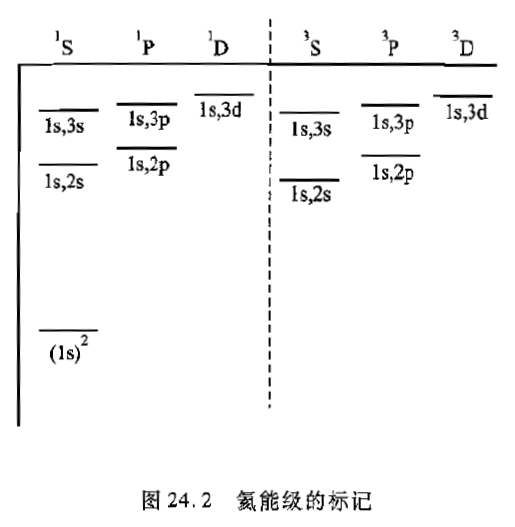 ¹S ¹P ¹D ³S ³P ³D
1s,3s 1s,3p 1s,3d 1s,3s 1s,3p 1s,3d
1s,2s 1s,2p 1s,2s 1s,2p
(1s)²
图 24.2 氦能级的标记